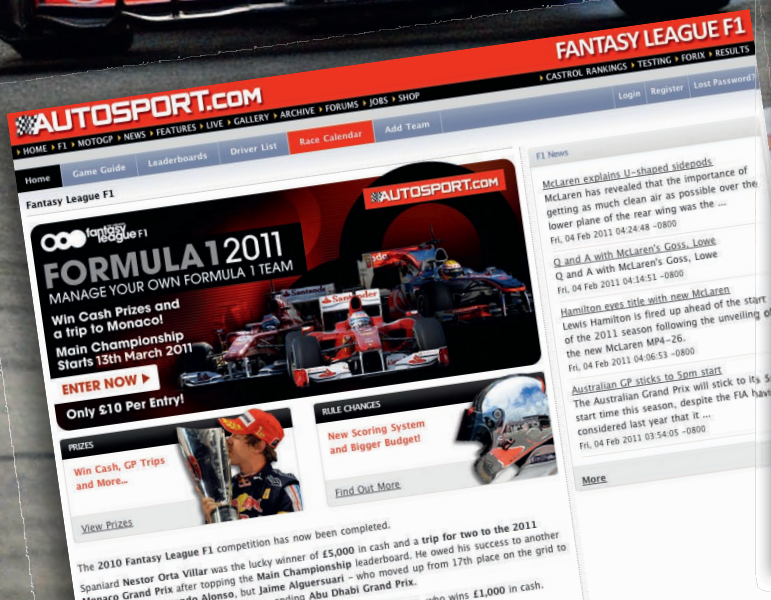 AUTOSPORT.COM
FANTASY LEAGUE F1
HOME F1 MOTOGP NEWS FEATURES LIVE GALLERY ARCHIVE FORUMS JOBS SHOP
CASTROL RANKINGS TESTING FORIX RESULTS
Home Game Guide Leaderboards Driver List Race Calendar Add Team
Login Register Lost Password?
Fantasy League F1
AUTOSPORT.COM
fantasy league F1
FORMULA 1 2011
MANAGE YOUR OWN FORMULA 1 TEAM
Win Cash Prizes and
a trip to Monaco!
Main Championship
Starts 13th March 2011
ENTER NOW
Only £10 Per Entry!
Santander
Santander
PRIZES
Win Cash, GP Trips
and More...
View Prizes
RULE CHANGES
New Scoring System
and Bigger Budget!
Find Out More
The 2010 Fantasy League F1 competition has now been completed.
Spaniard Nestor Orta Villar was the lucky winner of £5,000 in cash and a trip for two to the 2011
Monaco Grand Prix after topping the Main Championship leaderboard. He owed his success to another
Alonso, but Jaime Alguersuari - who moved up from 17th place on the grid to
Abu Dhabi Grand Prix.
who wins £1,000 in cash.
F1 News
McLaren explains U-shaped sidepods
McLaren has revealed that the importance of
getting as much clean air as possible over the
lower plane of the rear wing was the ...
Fri, 04 Feb 2011 04:24:48 -0800
Q and A with McLaren's Goss, Lowe
Q and A with McLaren's Goss, Lowe
Fri, 04 Feb 2011 04:14:51 -0800
Hamilton eyes title with new McLaren
Lewis Hamilton is fired up ahead of the start
of the 2011 season following the unveiling of
the new McLaren MP4-26.
Fri, 04 Feb 2011 04:06:53 -0800
Australian GP sticks to 5pm start
The Australian Grand Prix will stick to its
start time this season, despite the FIA
considered last year that it ...
Fri, 04 Feb 2011 03:54:05 -0800
More